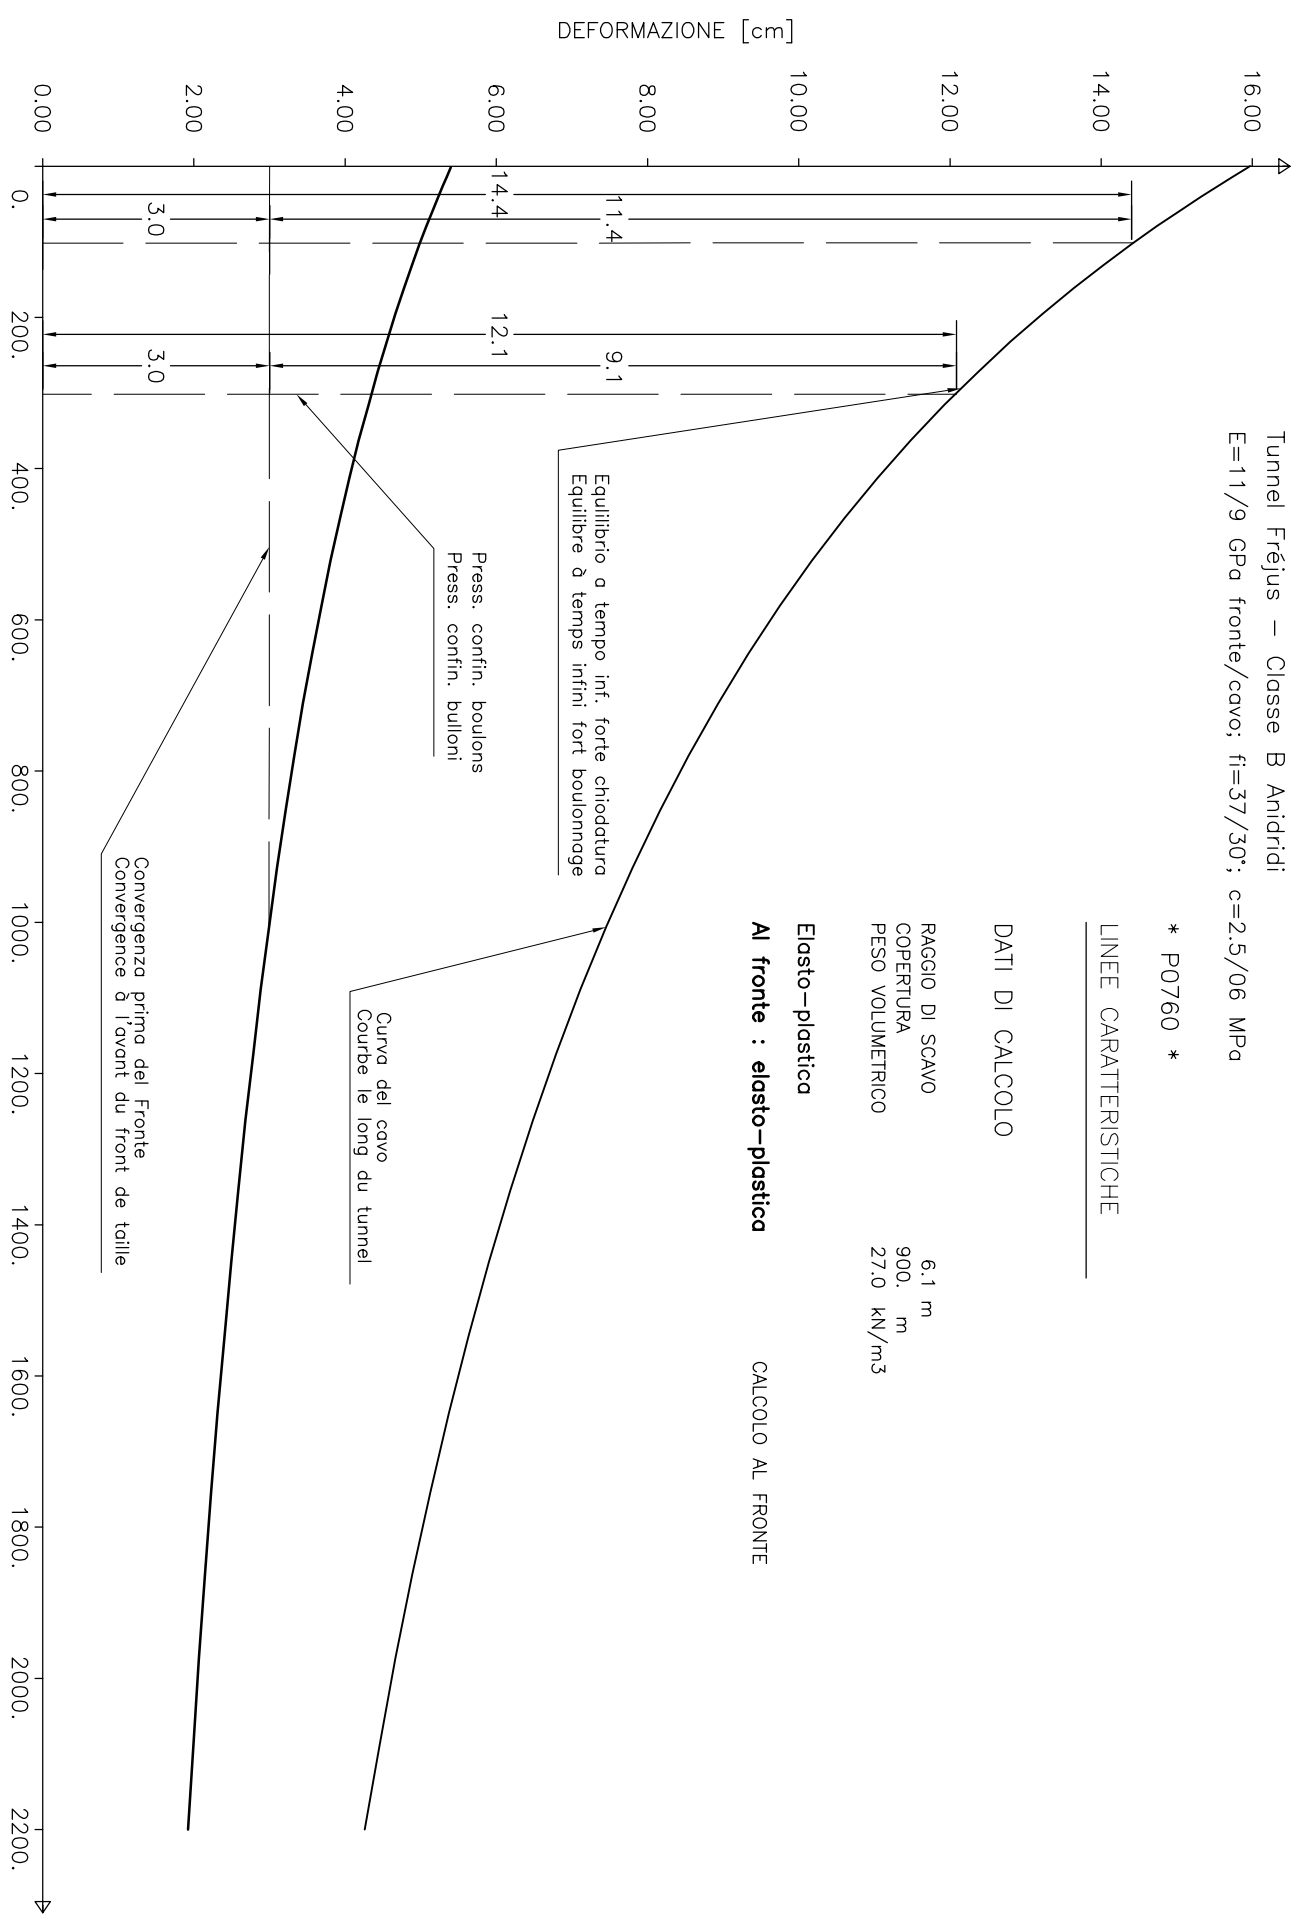 Tunnel Fréjus – Classe B Anidridi
E=11/9 GPa fronte/cavo; fi=37/30°; c=2.5/06 MPa
* P0760 *
LINEE CARATTERISTICHE
DATI DI CALCOLO
RAGGIO DI SCAVO 6.1 m
COPERTURA 900. m
PESO VOLUMETRICO 27.0 kN/m3
Elasto–plastica
Al fronte : elasto–plastica CALCOLO AL FRONTE
DEFORMAZIONE [cm]
16.00
14.00
12.00
10.00
8.00
6.00
4.00
2.00
0.00
14.4
11.4
3.0
12.1
9.1
3.0
Equlilibrio a tempo inf. forte chiodatura
Equilibre à temps infini fort boulonnage
Press. confin. boulons
Press. confin. bulloni
Curva del cavo
Courbe le long du tunnel
Convergenza prima del Fronte
Convergence à l'avant du front de taille
0. 200. 400. 600. 800. 1000. 1200. 1400. 1600. 1800. 2000. 2200.